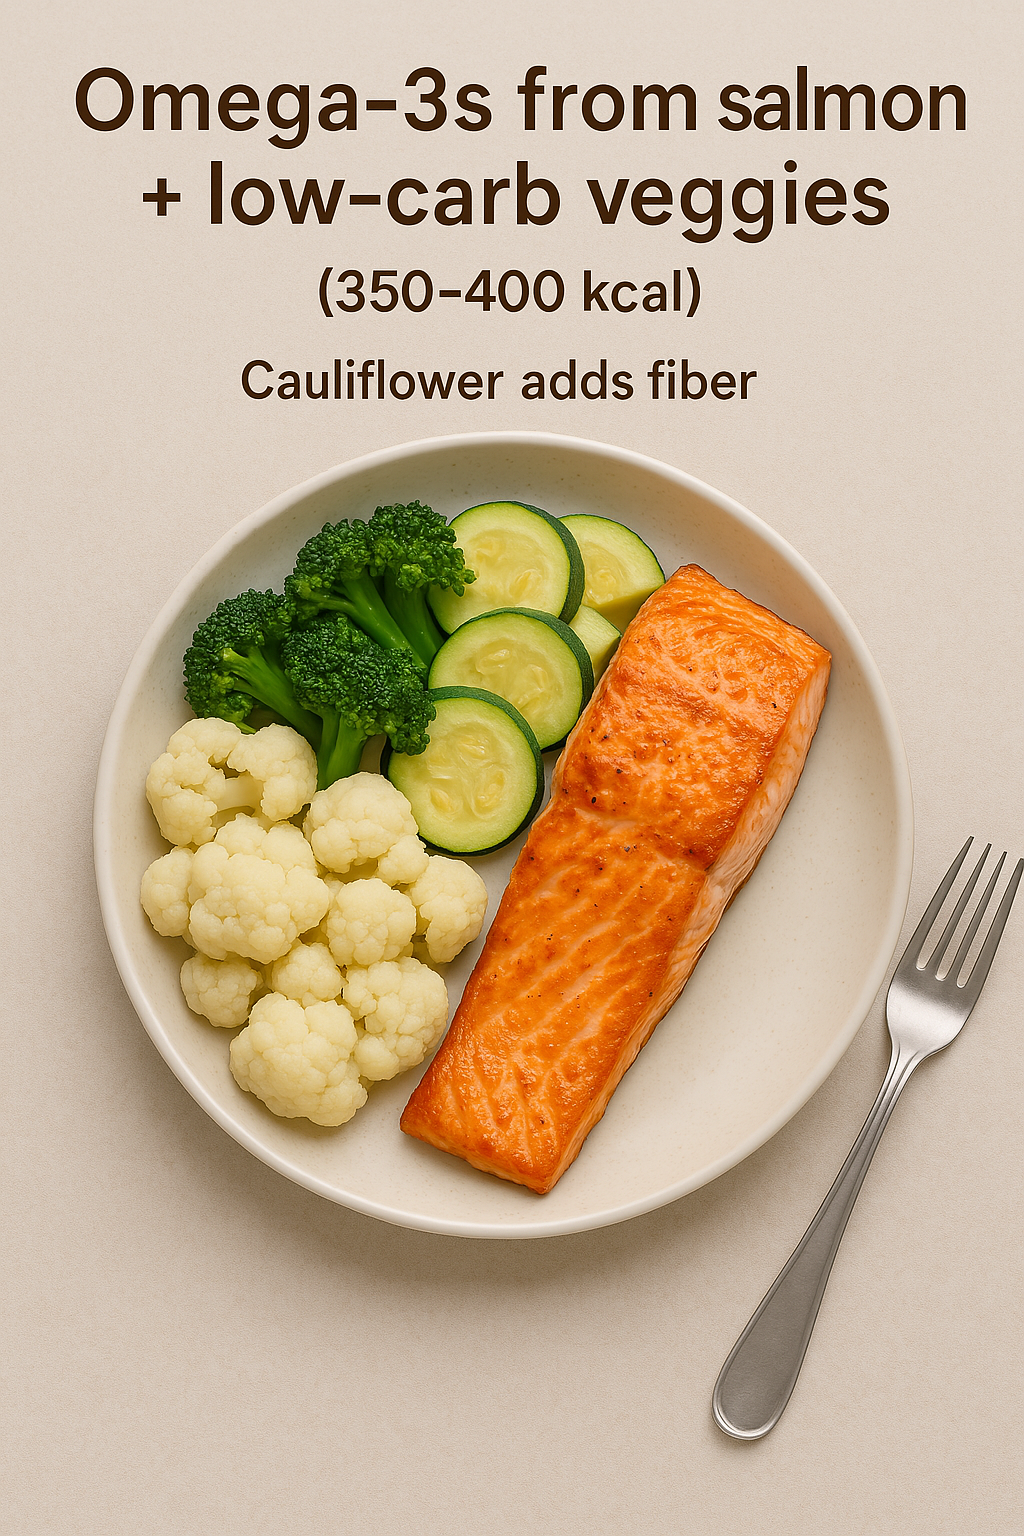 Omega-3s from salmon
+ low-carb veggies
(350-400 kcal)
Cauliflower adds fiber